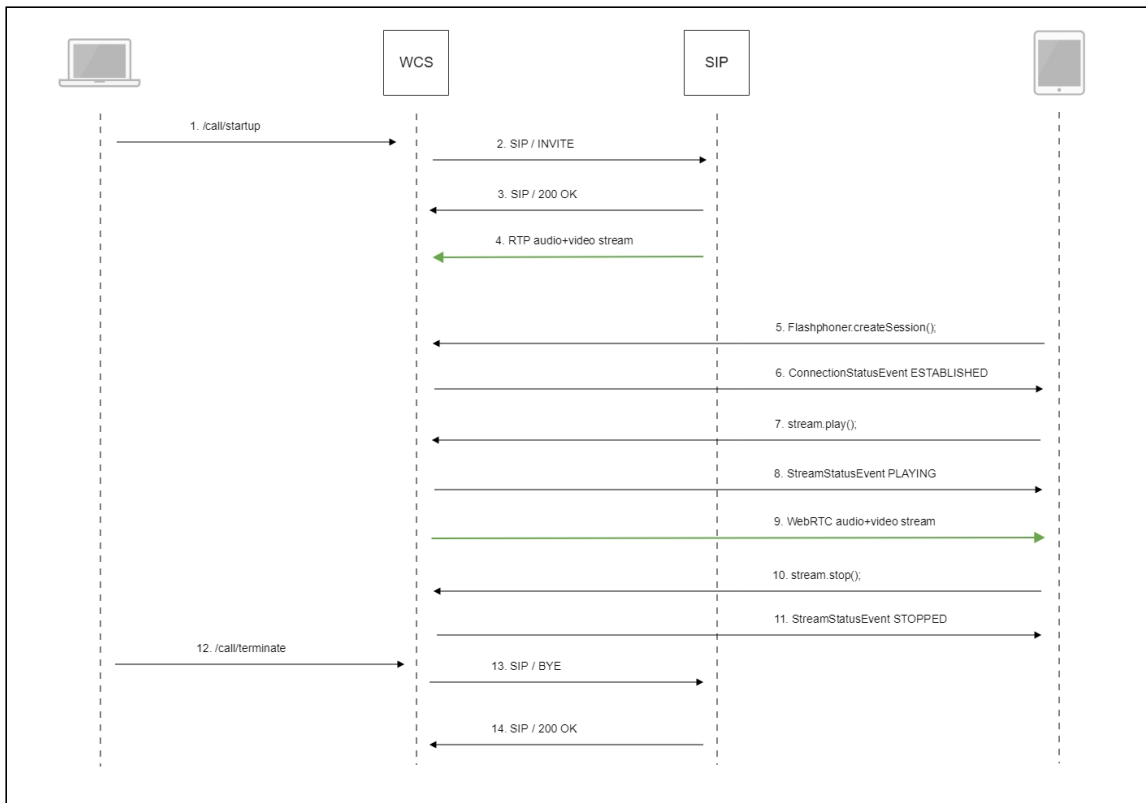 WCS
SIP
1. /call/startup
2. SIP / INVITE
3. SIP / 200 OK
4. RTP audio+video stream
5. Flashphoner.createSession();
6. ConnectionStatusEvent ESTABLISHED
7. stream.play();
8. StreamStatusEvent PLAYING
9. WebRTC audio+video stream
10. stream.stop();
11. StreamStatusEvent STOPPED
12. /call/terminate
13. SIP / BYE
14. SIP / 200 OK